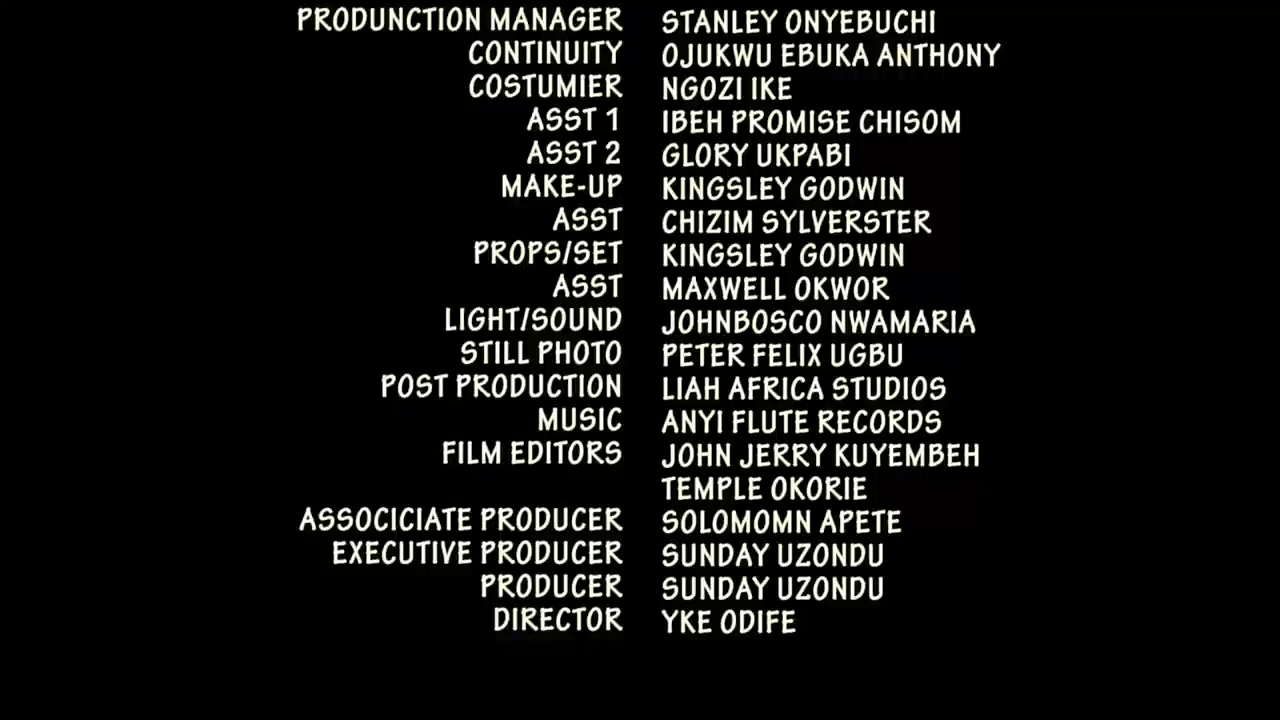 PRODUNCTION MANAGER STANLEY ONYEBUCHI
CONTINUITY OJUKWU EBUKA ANTHONY
COSTUMIER NGOZI IKE
ASST 1 IBEH PROMISE CHISOM
ASST 2 GLORY UKPABI
MAKE-UP KINGSLEY GODWIN
ASST CHIZIM SYLVERSTER
PROPS/SET KINGSLEY GODWIN
ASST MAXWELL OKWOR
LIGHT/SOUND JOHNBOSCO NWAMARIA
STILL PHOTO PETER FELIX UGBU
POST PRODUCTION LIAH AFRICA STUDIOS
MUSIC ANYI FLUTE RECORDS
FILM EDITORS JOHN JERRY KUYEMBEH
TEMPLE OKORIE
ASSOCICIATE PRODUCER SOLOMOMN APETE
EXECUTIVE PRODUCER SUNDAY UZONDU
PRODUCER SUNDAY UZONDU
DIRECTOR YKE ODIFE